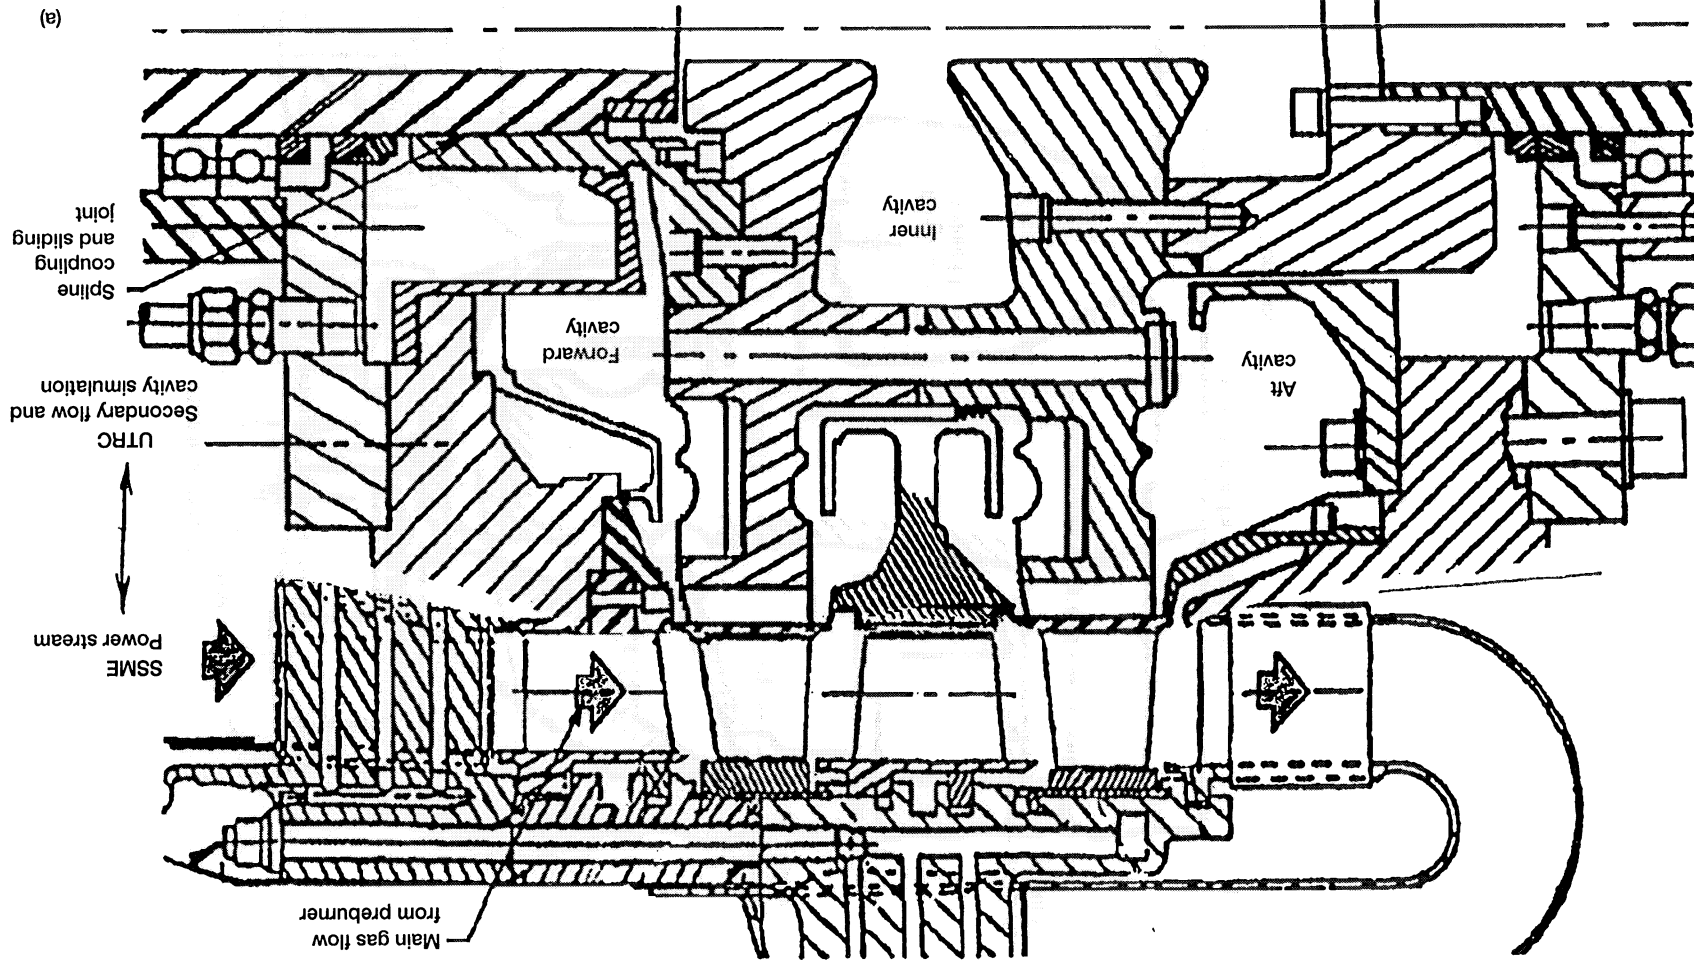 Main gas flow
from preburner
SSME
Power stream
UTRC
Secondary flow and
cavity simulation
Aft
cavity
Forward
cavity
Spline
coupling
and sliding
joint
Inner
cavity
(a)